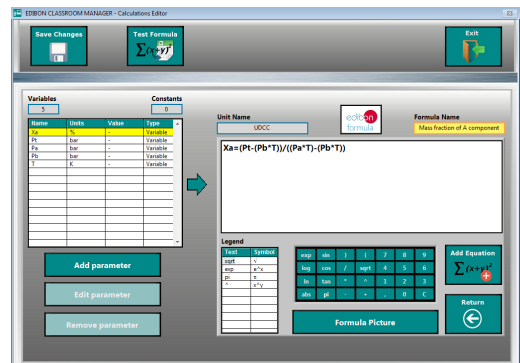 EDIBON CLASSROOM MANAGER - Calculations Editor
Save Changes
Test Formula
∑(x+y)²
Exit
Variables Constants
5 0
Name Units Value Type
Xa % - Variable
Pt bar - Variable
Pa bar - Variable
Pb bar - Variable
T K - Variable
Add parameter
Edit parameter
Remove parameter
Unit Name
UDCC
edibon
formula
Formula Name
Mass fraction of A component
Xa=(Pt-(Pb*T))/((Pa*T)-(Pb*T))
Legend
Text Symbol
sqrt √
exp e^x
pi π
^ x^y
exp sin ) ( 7 8 9
log cos / sqrt 4 5 6
ln tan * ^ 1 2 3
abs pi - + , 0 C
Formula Picture
Add Equation
∑(x+y)²
Return